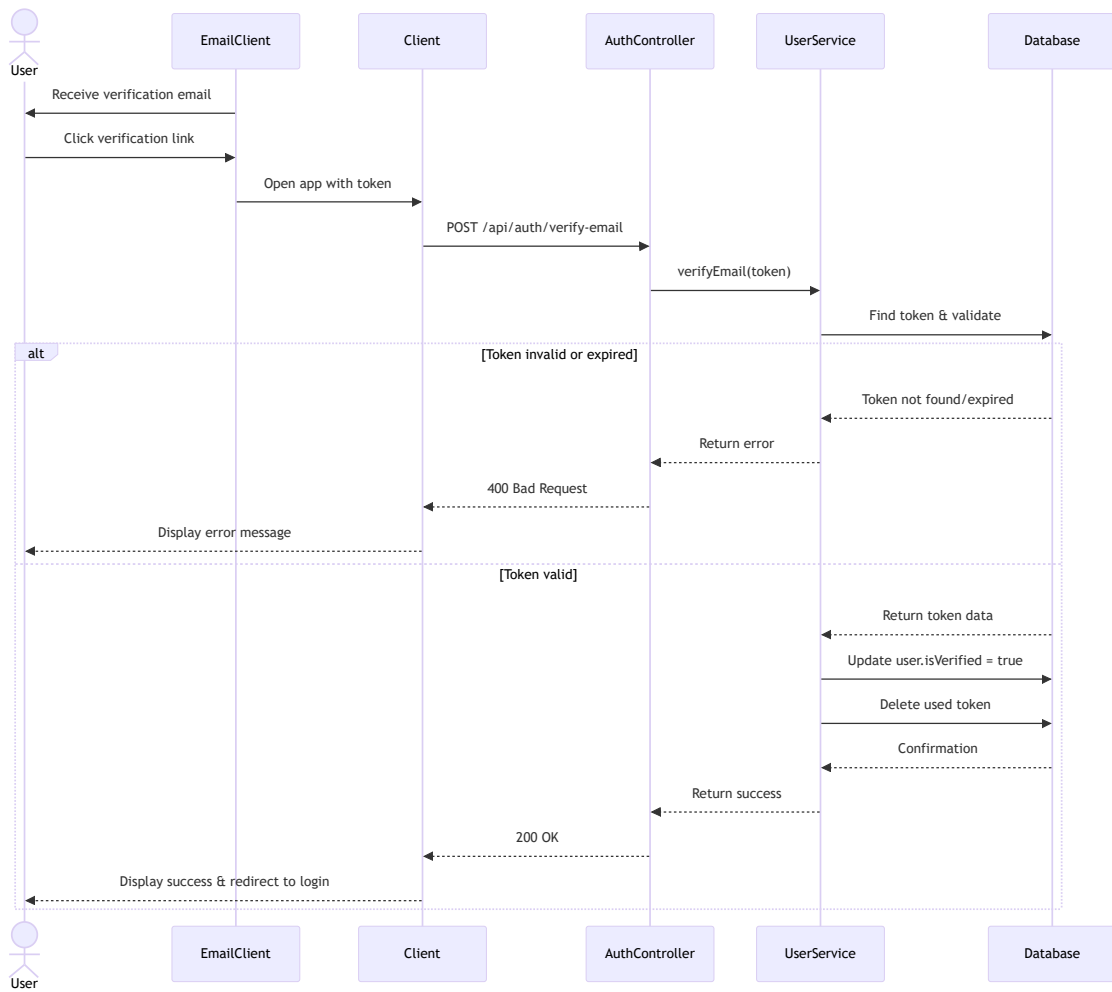 EmailClient
Client
AuthController
UserService
Database
User
Receive verification email
Click verification link
Open app with token
POST /api/auth/verify-email
verifyEmail(token)
Find token & validate
alt
[Token invalid or expired]
Token not found/expired
Return error
400 Bad Request
Display error message
[Token valid]
Return token data
Update user.isVerified = true
Delete used token
Confirmation
Return success
200 OK
Display success & redirect to login
EmailClient
Client
AuthController
UserService
Database
User